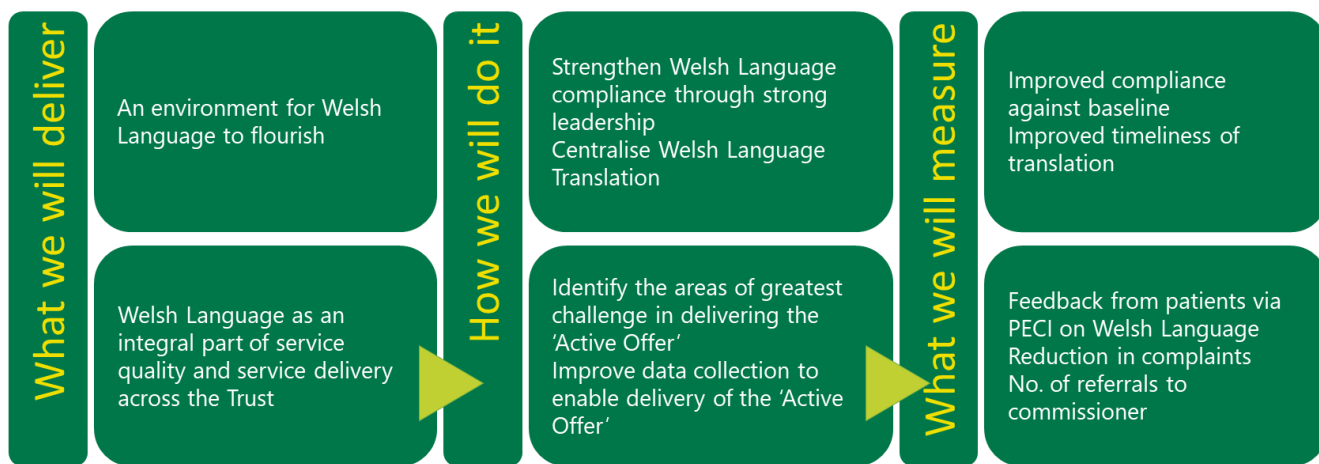 What we will deliver
An environment for Welsh
Language to flourish
Welsh Language as an
integral part of service
quality and service delivery
across the Trust
How we will do it
Strengthen Welsh Language
compliance through strong
leadership
Centralise Welsh Language
Translation
Identify the areas of greatest
challenge in delivering the
‘Active Offer’
Improve data collection to
enable delivery of the ‘Active
Offer’
What we will measure
Improved compliance
against baseline
Improved timeliness of
translation
Feedback from patients via
PECI on Welsh Language
Reduction in complaints
No. of referrals to
commissioner